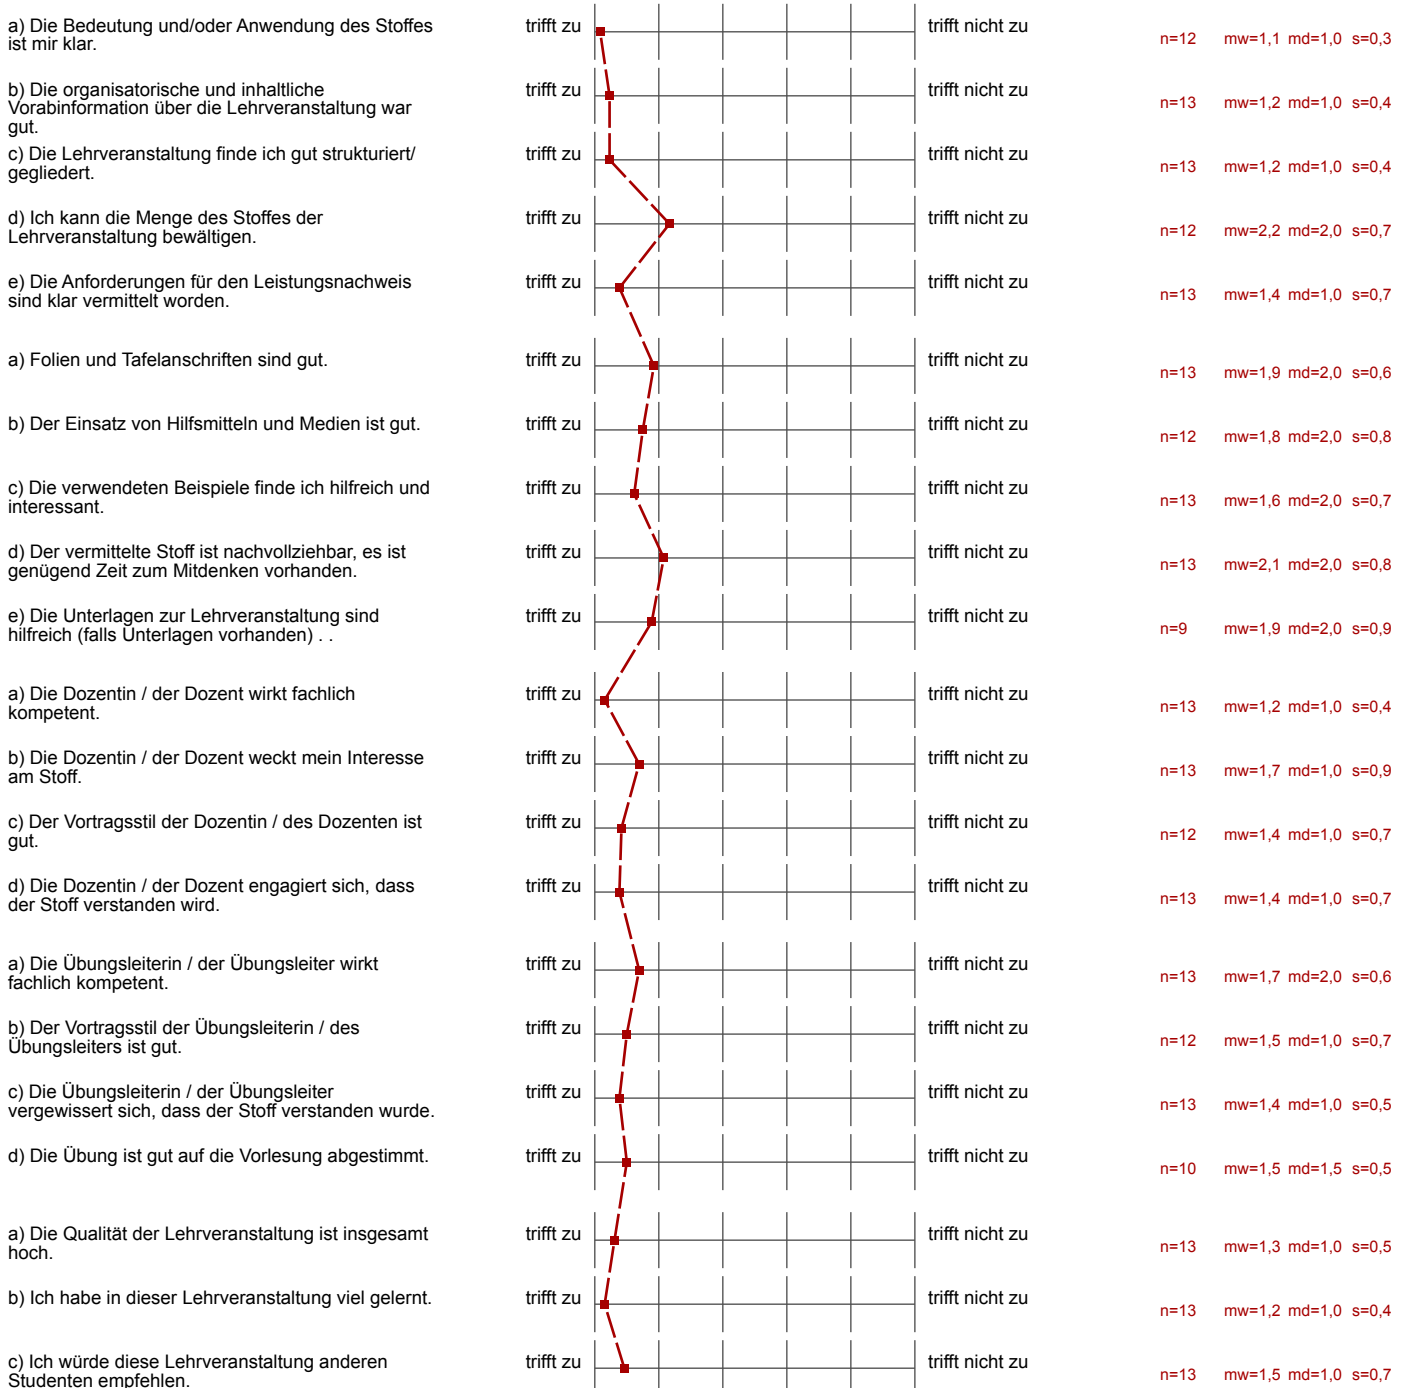 a) Die Bedeutung und/oder Anwendung des Stoffes
ist mir klar.
trifft zu
trifft nicht zu
n=12 mw=1,1 md=1,0 s=0,3
b) Die organisatorische und inhaltliche
Vorabinformation über die Lehrveranstaltung war
gut.
trifft zu
trifft nicht zu
n=13 mw=1,2 md=1,0 s=0,4
c) Die Lehrveranstaltung finde ich gut strukturiert/
gegliedert.
trifft zu
trifft nicht zu
n=13 mw=1,2 md=1,0 s=0,4
d) Ich kann die Menge des Stoffes der
Lehrveranstaltung bewältigen.
trifft zu
trifft nicht zu
n=12 mw=2,2 md=2,0 s=0,7
e) Die Anforderungen für den Leistungsnachweis
sind klar vermittelt worden.
trifft zu
trifft nicht zu
n=13 mw=1,4 md=1,0 s=0,7
a) Folien und Tafelanschriften sind gut.
trifft zu
trifft nicht zu
n=13 mw=1,9 md=2,0 s=0,6
b) Der Einsatz von Hilfsmitteln und Medien ist gut.
trifft zu
trifft nicht zu
n=12 mw=1,8 md=2,0 s=0,8
c) Die verwendeten Beispiele finde ich hilfreich und
interessant.
trifft zu
trifft nicht zu
n=13 mw=1,6 md=2,0 s=0,7
d) Der vermittelte Stoff ist nachvollziehbar, es ist
genügend Zeit zum Mitdenken vorhanden.
trifft zu
trifft nicht zu
n=13 mw=2,1 md=2,0 s=0,8
e) Die Unterlagen zur Lehrveranstaltung sind
hilfreich (falls Unterlagen vorhanden) . .
trifft zu
trifft nicht zu
n=9 mw=1,9 md=2,0 s=0,9
a) Die Dozentin / der Dozent wirkt fachlich
kompetent.
trifft zu
trifft nicht zu
n=13 mw=1,2 md=1,0 s=0,4
b) Die Dozentin / der Dozent weckt mein Interesse
am Stoff.
trifft zu
trifft nicht zu
n=13 mw=1,7 md=1,0 s=0,9
c) Der Vortragsstil der Dozentin / des Dozenten ist
gut.
trifft zu
trifft nicht zu
n=12 mw=1,4 md=1,0 s=0,7
d) Die Dozentin / der Dozent engagiert sich, dass
der Stoff verstanden wird.
trifft zu
trifft nicht zu
n=13 mw=1,4 md=1,0 s=0,7
a) Die Übungsleiterin / der Übungsleiter wirkt
fachlich kompetent.
trifft zu
trifft nicht zu
n=13 mw=1,7 md=2,0 s=0,6
b) Der Vortragsstil der Übungsleiterin / des
Übungsleiters ist gut.
trifft zu
trifft nicht zu
n=12 mw=1,5 md=1,0 s=0,7
c) Die Übungsleiterin / der Übungsleiter
vergewissert sich, dass der Stoff verstanden wurde.
trifft zu
trifft nicht zu
n=13 mw=1,4 md=1,0 s=0,5
d) Die Übung ist gut auf die Vorlesung abgestimmt.
trifft zu
trifft nicht zu
n=10 mw=1,5 md=1,5 s=0,5
a) Die Qualität der Lehrveranstaltung ist insgesamt
hoch.
trifft zu
trifft nicht zu
n=13 mw=1,3 md=1,0 s=0,5
b) Ich habe in dieser Lehrveranstaltung viel gelernt.
trifft zu
trifft nicht zu
n=13 mw=1,2 md=1,0 s=0,4
c) Ich würde diese Lehrveranstaltung anderen
Studenten empfehlen.
trifft zu
trifft nicht zu
n=13 mw=1,5 md=1,0 s=0,7